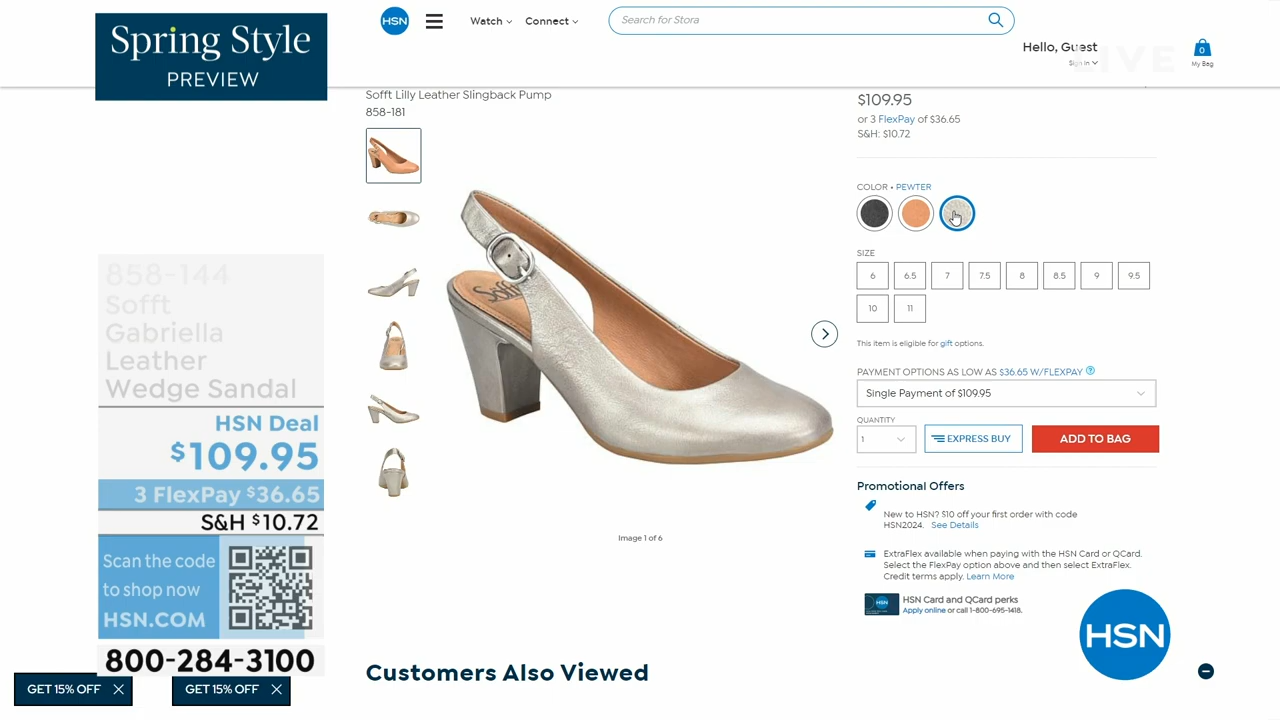 Spring Style
PREVIEW
HSN
Watch
Connect
Search for Stora
Hello, Guest
Sign In
LIVE
0
My Bag
Sofft Lilly Leather Slingback Pump
858-181
$109.95
or 3 FlexPay of $36.65
S&H: $10.72
COLOR • PEWTER
SIZE
6 6.5 7 7.5 8 8.5 9 9.5
10 11
This item is eligible for gift options.
PAYMENT OPTIONS AS LOW AS $36.65 W/FLEXPAY ?
Single Payment of $109.95
QUANTITY
1
EXPRESS BUY
ADD TO BAG
Promotional Offers
New to HSN? $10 off your first order with code
HSN2024. See Details
ExtraFlex available when paying with the HSN Card or QCard.
Select the FlexPay option above and then select ExtraFlex.
Credit terms apply. Learn More
HSN
HSN Card and QCard perks
Apply online or call 1-800-695-1418.
Söfft
Image 1 of 6
858-144
Sofft
Gabriella
Leather
Wedge Sandal
HSN Deal
$109.95
3 FlexPay $36.65
S&H $10.72
Scan the code
to shop now
HSN.COM
800-284-3100
GET 15% OFF
GET 15% OFF
Customers Also Viewed
HSN